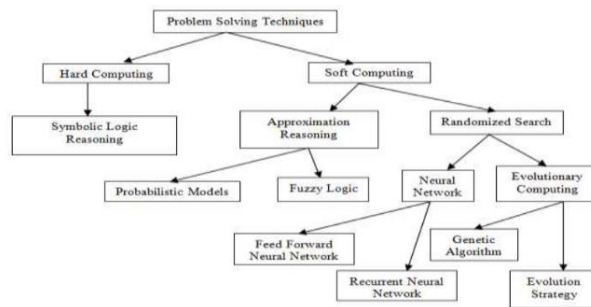 Problem Solving Techniques
Hard Computing
Soft Computing
Symbolic Logic
Reasoning
Approximation
Reasoning
Randomized Search
Probabilistic Models
Fuzzy Logic
Neural
Network
Evolutionary
Computing
Feed Forward
Neural Network
Genetic
Algorithm
Recurrent Neural
Network
Evolution
Strategy